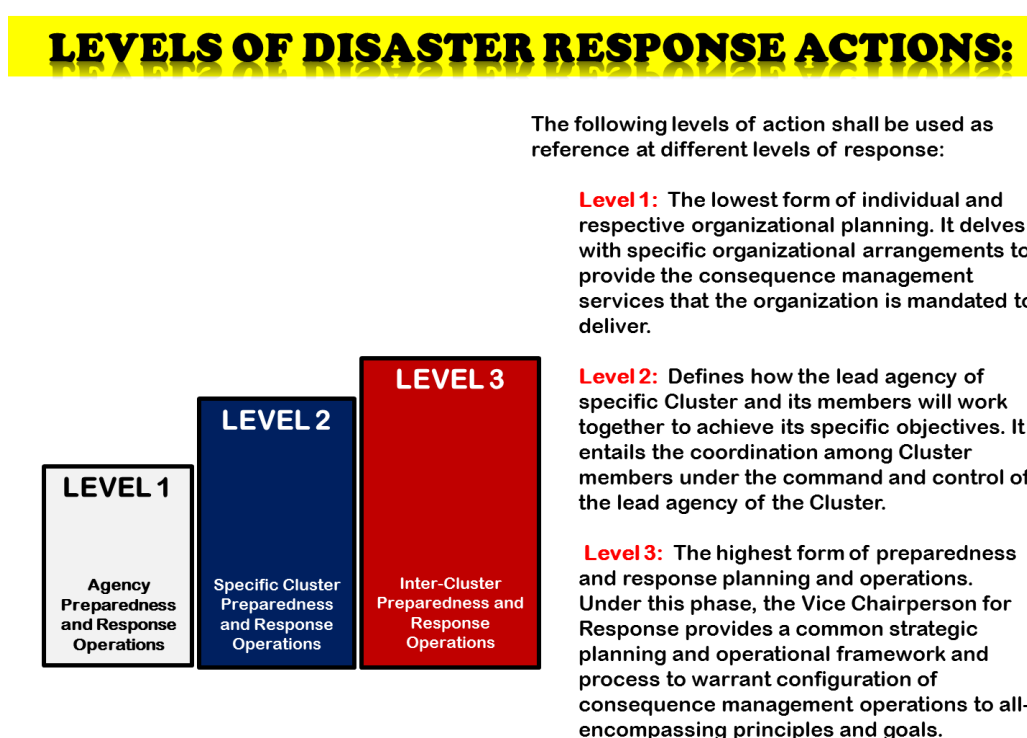 LEVELS OF DISASTER RESPONSE ACTIONS:
The following levels of action shall be used as
reference at different levels of response:
Level 1: The lowest form of individual and
respective organizational planning. It delves
with specific organizational arrangements to
provide the consequence management
services that the organization is mandated to
deliver.
Level 2: Defines how the lead agency of
specific Cluster and its members will work
together to achieve its specific objectives. It
entails the coordination among Cluster
members under the command and control of
the lead agency of the Cluster.
Level 3: The highest form of preparedness
and response planning and operations.
Under this phase, the Vice Chairperson for
Response provides a common strategic
planning and operational framework and
process to warrant configuration of
consequence management operations to all-
encompassing principles and goals.
LEVEL 1
Agency
Preparedness
and Response
Operations
LEVEL 2
Specific Cluster
Preparedness
and Response
Operations
LEVEL 3
Inter-Cluster
Preparedness and
Response
Operations